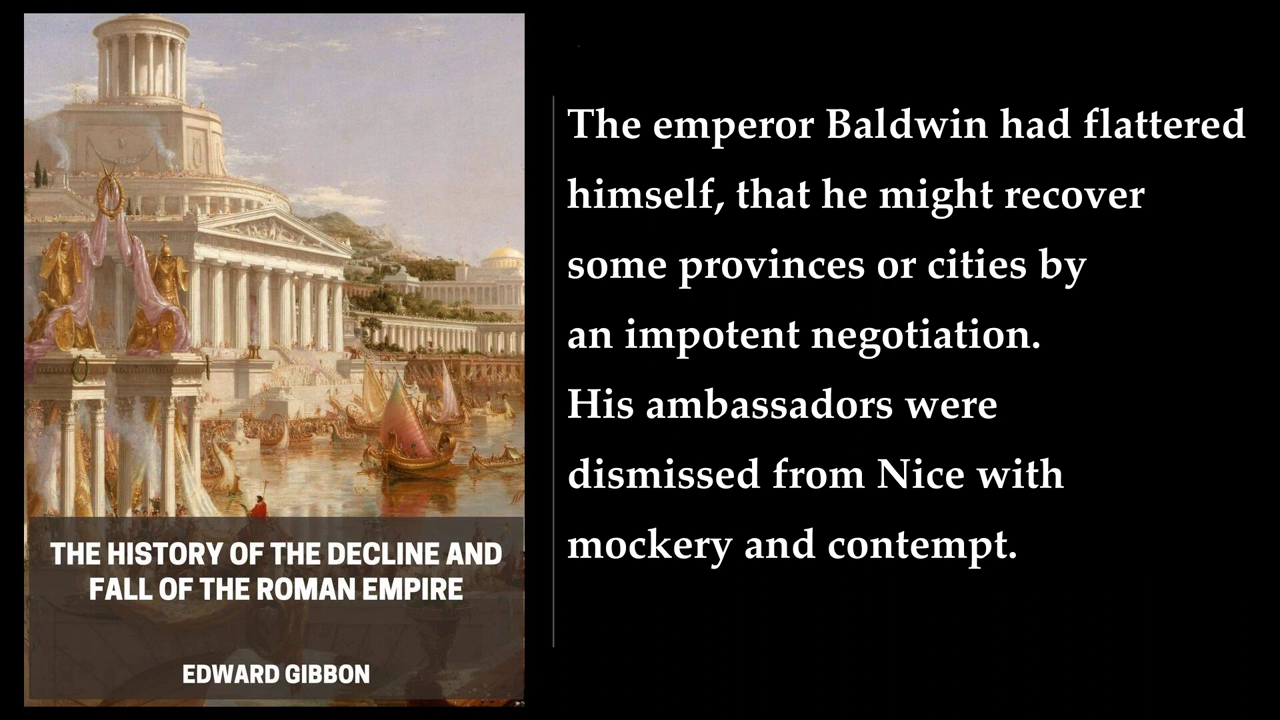 THE HISTORY OF THE DECLINE AND
FALL OF THE ROMAN EMPIRE
EDWARD GIBBON
The emperor Baldwin had flattered
himself, that he might recover
some provinces or cities by
an impotent negotiation.
His ambassadors were
dismissed from Nice with
mockery and contempt.